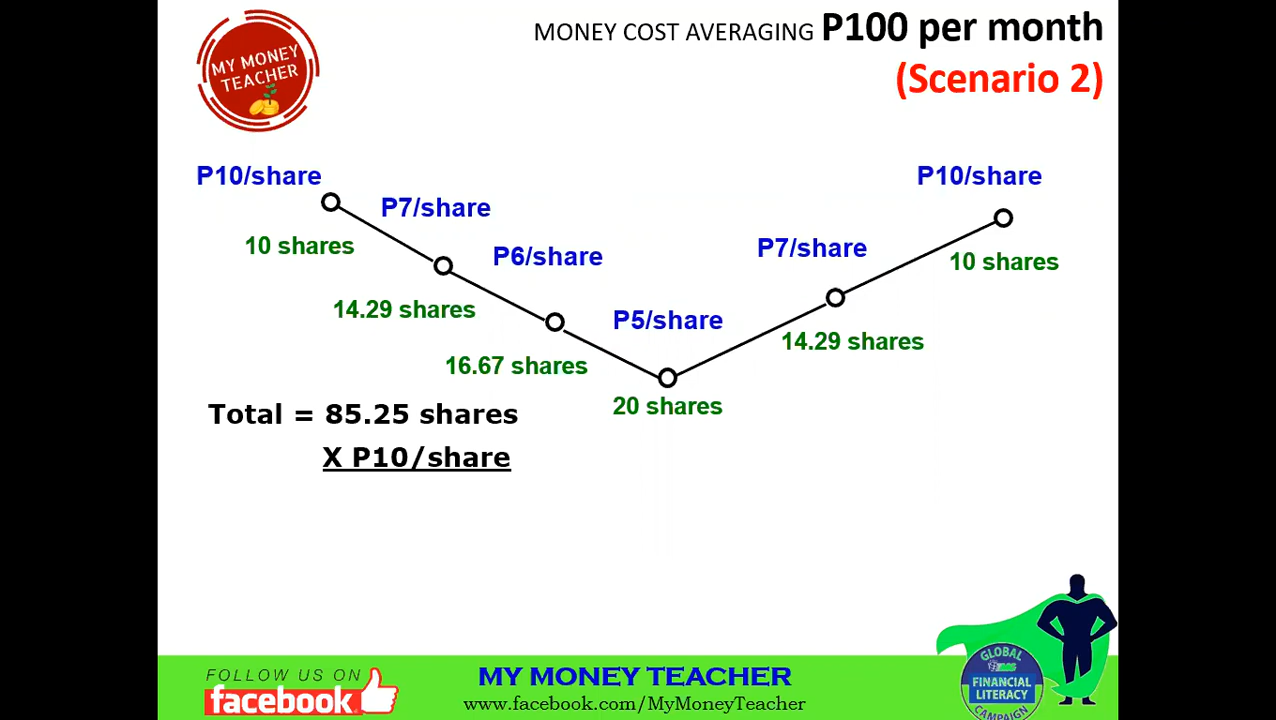 MY MONEY
TEACHER
MONEY COST AVERAGING P100 per month
(Scenario 2)
P10/share
P7/share
P6/share
P5/share
P7/share
P10/share
10 shares
14.29 shares
16.67 shares
20 shares
14.29 shares
10 shares
Total = 85.25 shares
X P10/share
FOLLOW US ON
facebook
MY MONEY TEACHER
www.facebook.com/MyMoneyTeacher
GLOBAL
FINANCIAL
LITERACY
CAMPAIGN